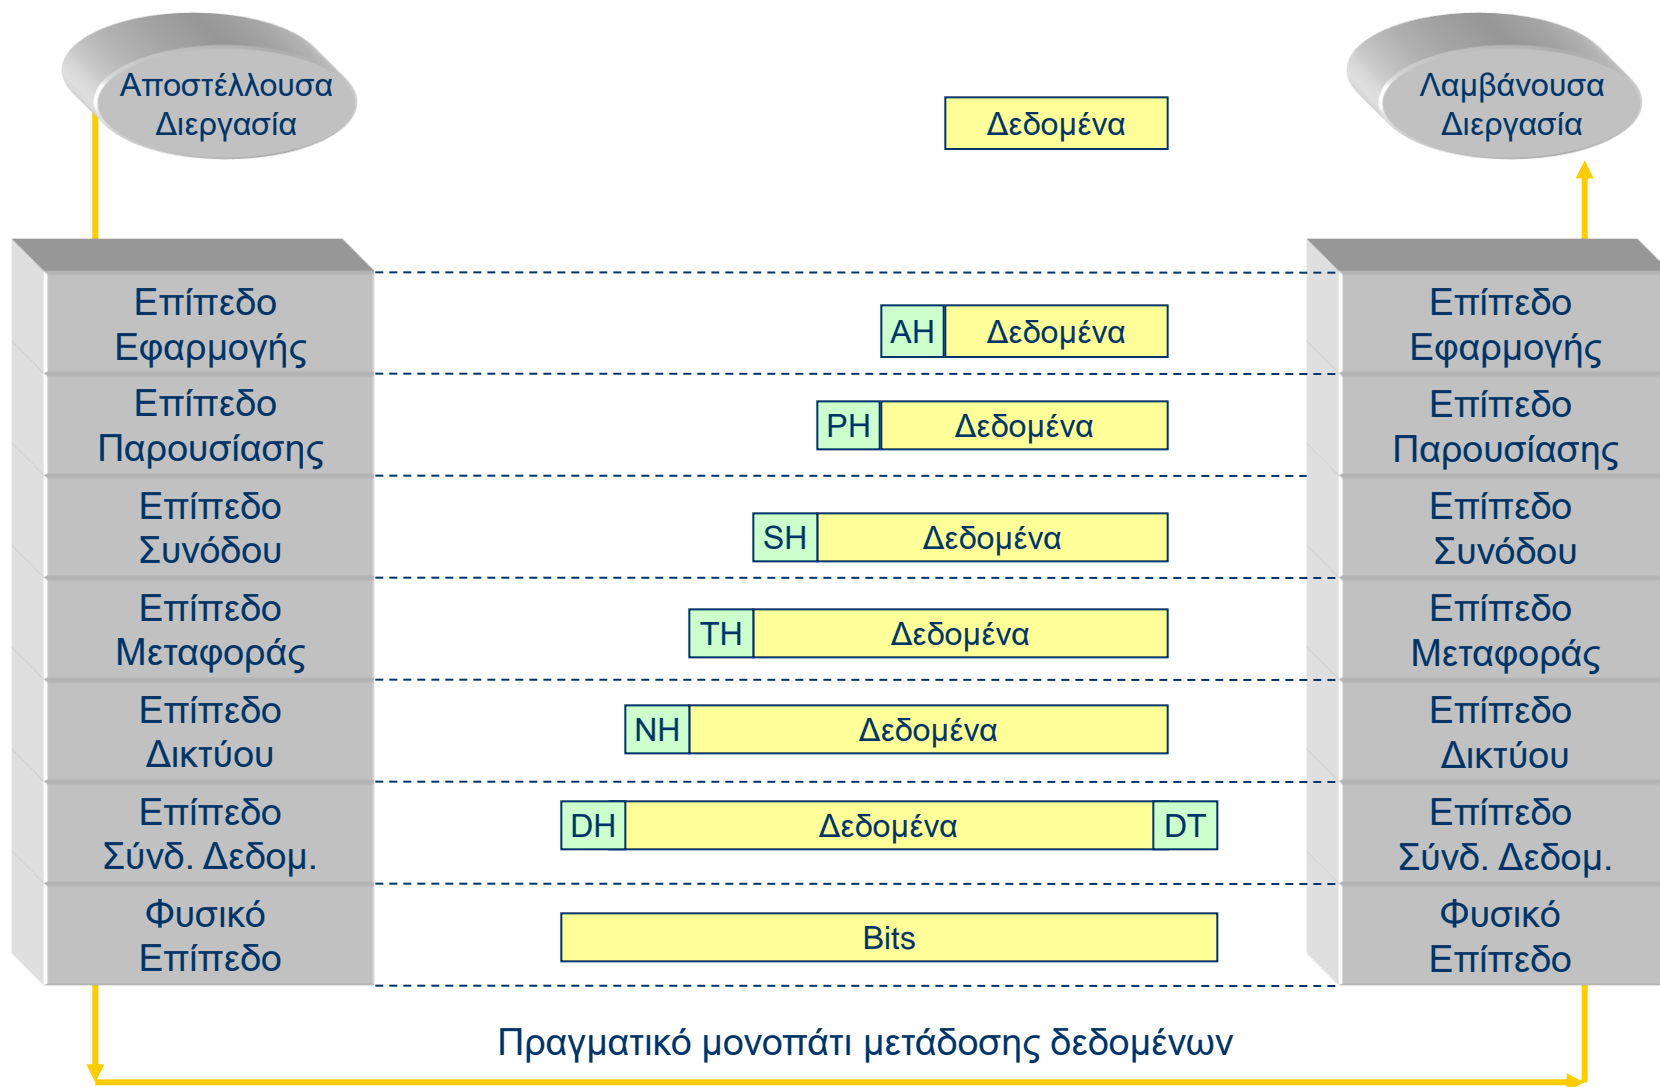 Αποστέλλουσα
Διεργασία
Δεδομένα
Λαμβάνουσα
Διεργασία
Επίπεδο
Εφαρμογής
AH Δεδομένα
Επίπεδο
Εφαρμογής
Επίπεδο
Παρουσίασης
PH Δεδομένα
Επίπεδο
Παρουσίασης
Επίπεδο
Συνόδου
SH Δεδομένα
Επίπεδο
Συνόδου
Επίπεδο
Μεταφοράς
TH Δεδομένα
Επίπεδο
Μεταφοράς
Επίπεδο
Δικτύου
NH Δεδομένα
Επίπεδο
Δικτύου
Επίπεδο
Σύνδ. Δεδομ.
DH Δεδομένα DT
Επίπεδο
Σύνδ. Δεδομ.
Φυσικό
Επίπεδο
Bits
Φυσικό
Επίπεδο
Πραγματικό μονοπάτι μετάδοσης δεδομένων